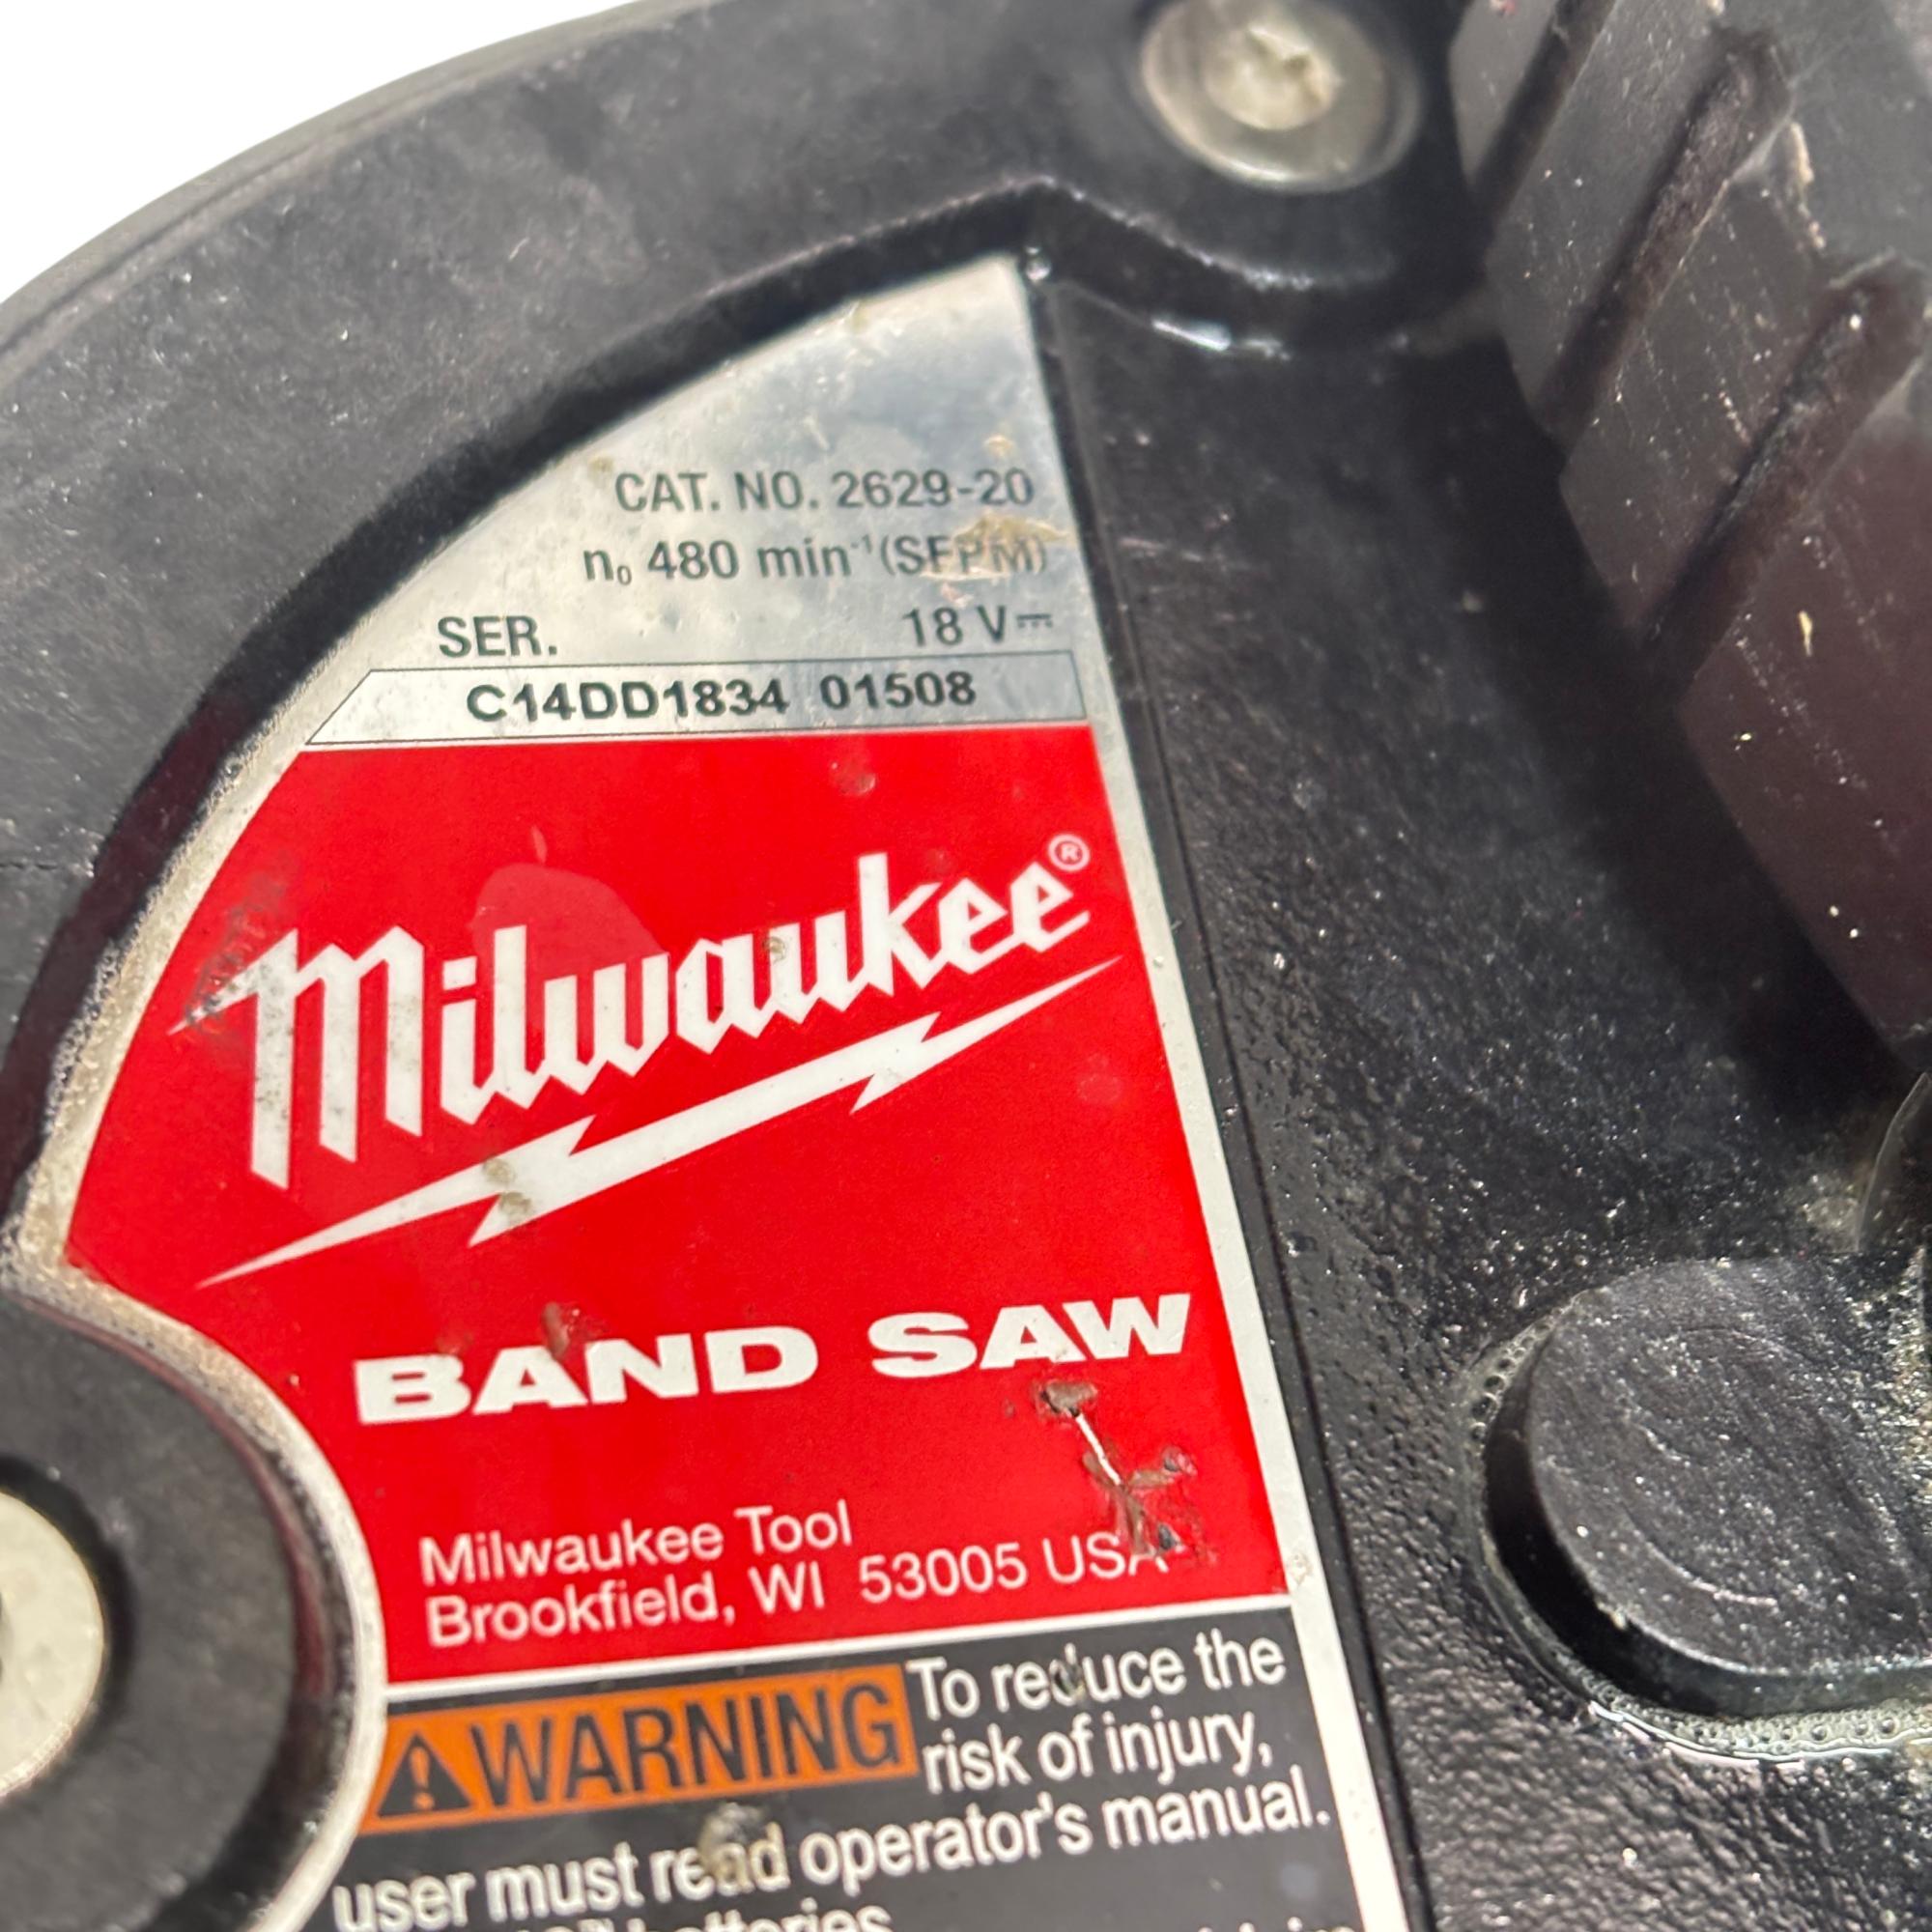 CAT. NO. 2629-20
n₀ 480 min⁻¹(SFPM)
SER. 18 V⎓
C14DD1834 01508
Milwaukee®
BAND SAW
Milwaukee Tool
Brookfield, WI 53005 USA
⚠WARNING To reduce the
risk of injury,
user must read operator's manual.
batteries